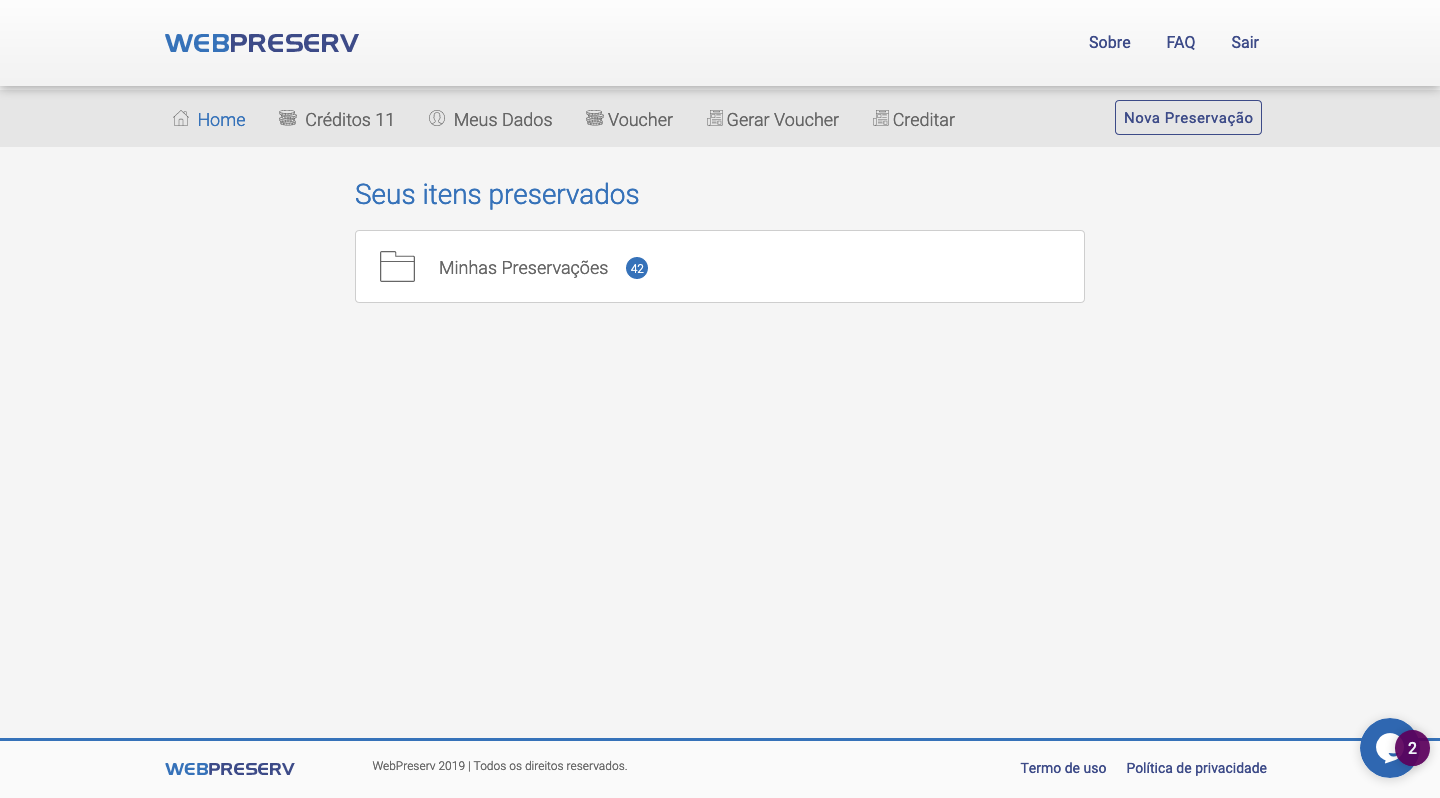 WEBPRESERV
Sobre FAQ Sair
Home Créditos 11 Meus Dados Voucher Gerar Voucher Creditar Nova Preservação
Seus itens preservados
Minhas Preservações 42
WEBPRESERV WebPreserv 2019 | Todos os direitos reservados. Termo de uso Política de privacidade
2